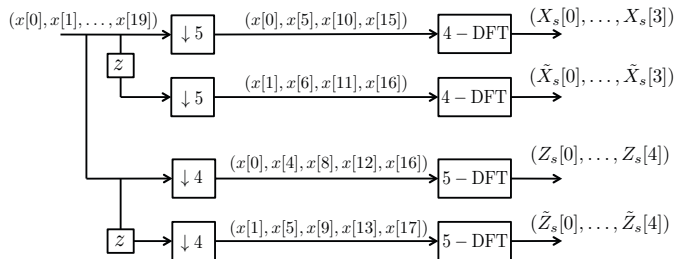 (x[0], x[1], . . . , x[19])
↓ 5
(x[0], x[5], x[10], x[15])
4 − DFT
(X_s[0], . . . , X_s[3])
z
↓ 5
(x[1], x[6], x[11], x[16])
4 − DFT
(X̃_s[0], . . . , X̃_s[3])
↓ 4
(x[0], x[4], x[8], x[12], x[16])
5 − DFT
(Z_s[0], . . . , Z_s[4])
z
↓ 4
(x[1], x[5], x[9], x[13], x[17])
5 − DFT
(Z̃_s[0], . . . , Z̃_s[4])